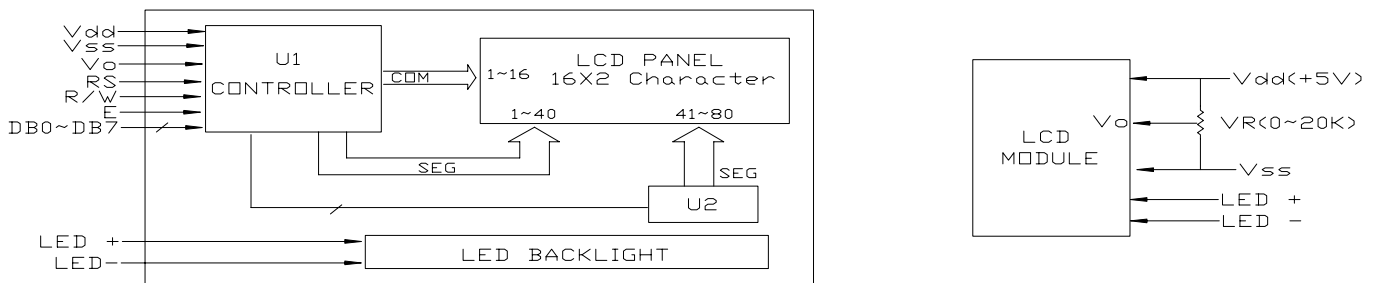 Vdd
Vss
Vo
RS
R/W
E
DB0~DB7
U1
CONTROLLER
COM
LCD PANEL
1~16 16X2 Character
1~40 41~80
SEG
SEG
U2
LED +
LED-
LED BACKLIGHT
LCD
MODULE
Vdd(+5V)
Vo
VR(0~20K)
Vss
LED +
LED -